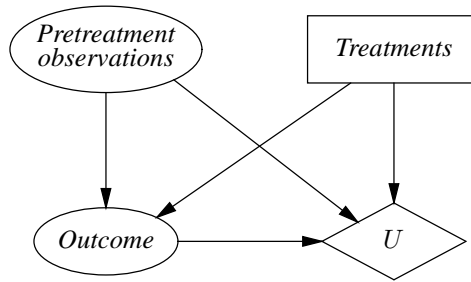 Pretreatment
observations
Treatments
Outcome
U